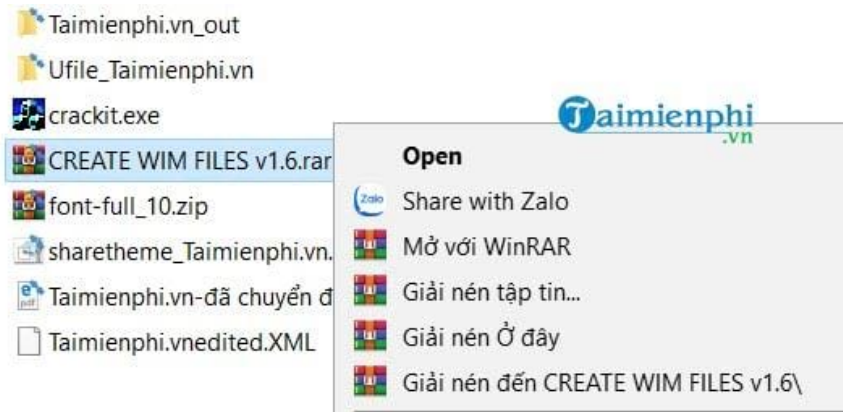 Taimienphi.vn_out
Ufile_Taimienphi.vn
crackit.exe
CREATE WIM FILES v1.6.rar
font-full_10.zip
sharetheme_Taimienphi.vn.
Taimienphi.vn-đã chuyển đ
Taimienphi.vnedited.XML
Taimienphi
.vn
Open
Zalo
Share with Zalo
Mở với WinRAR
Giải nén tập tin...
Giải nén Ở đây
Giải nén đến CREATE WIM FILES v1.6\